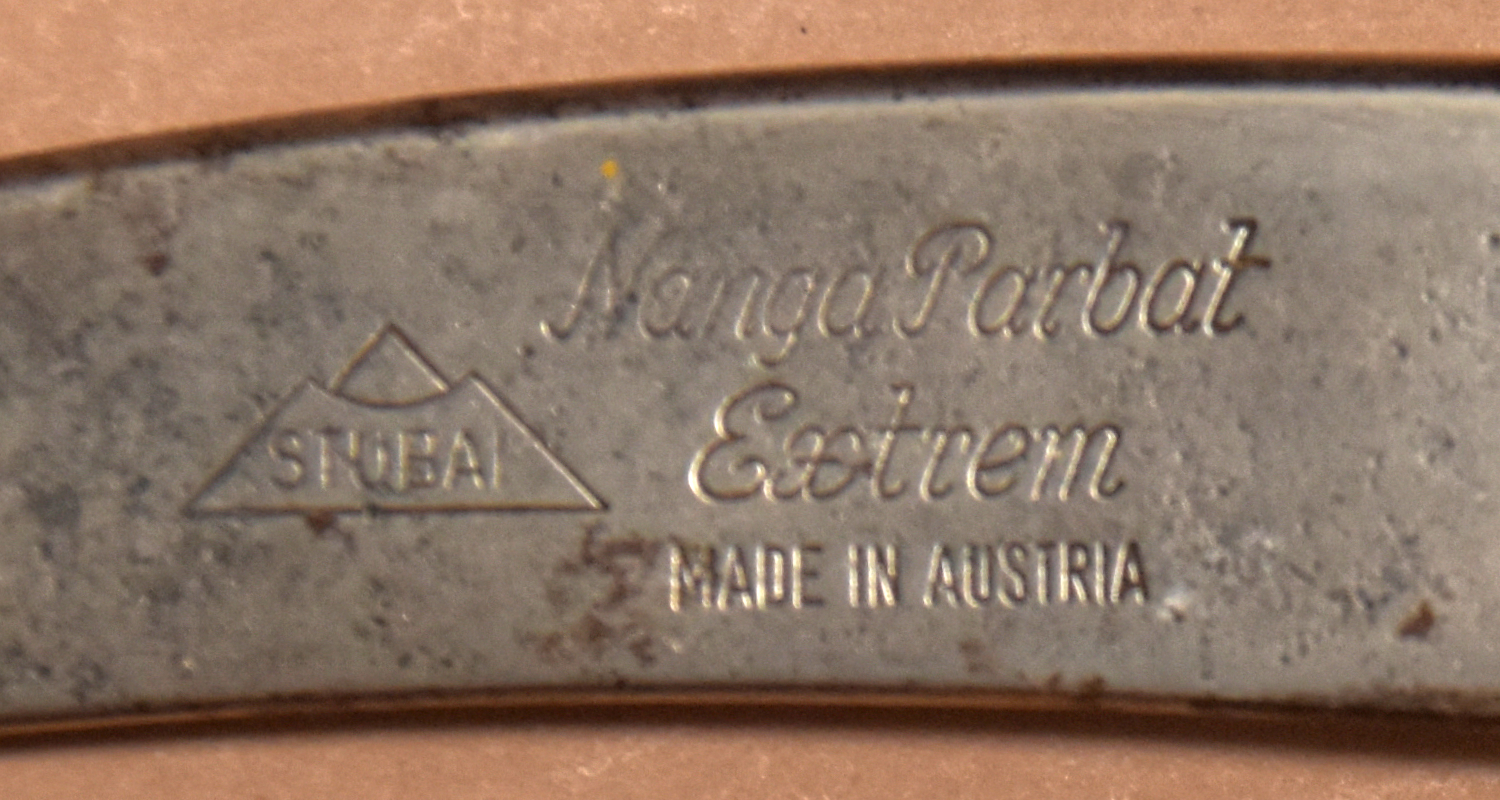 Nanga Parbat
STUBAI
Extrem
MADE IN AUSTRIA